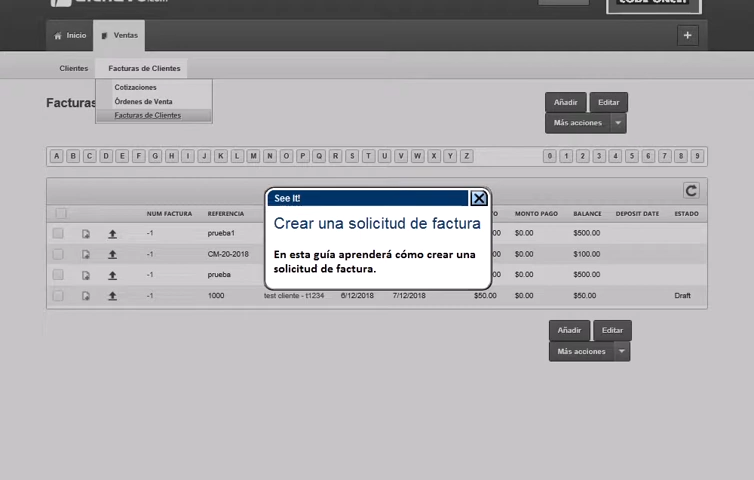 .com
Inicio
Ventas
+
Clientes
Facturas de Clientes
Cotizaciones
Órdenes de Venta
Facturas de Clientes
Facturas
Añadir
Editar
Más acciones
A B C D E F G H I J K L M N O P Q R S T U V W X Y Z 0 1 2 3 4 5 6 7 8 9
NUM FACTURA REFERENCIA MONTO PAGO BALANCE DEPOSIT DATE ESTADO
-1 prueba1 $0.00 $500.00
-1 CM-20-2018 $0.00 $100.00
-1 prueba $0.00 $500.00
-1 1000 test cliente - t1234 6/12/2018 7/12/2018 $50.00 $0.00 $50.00 Draft
See It!
Crear una solicitud de factura
En esta guía aprenderá cómo crear una
solicitud de factura.
Añadir
Editar
Más acciones